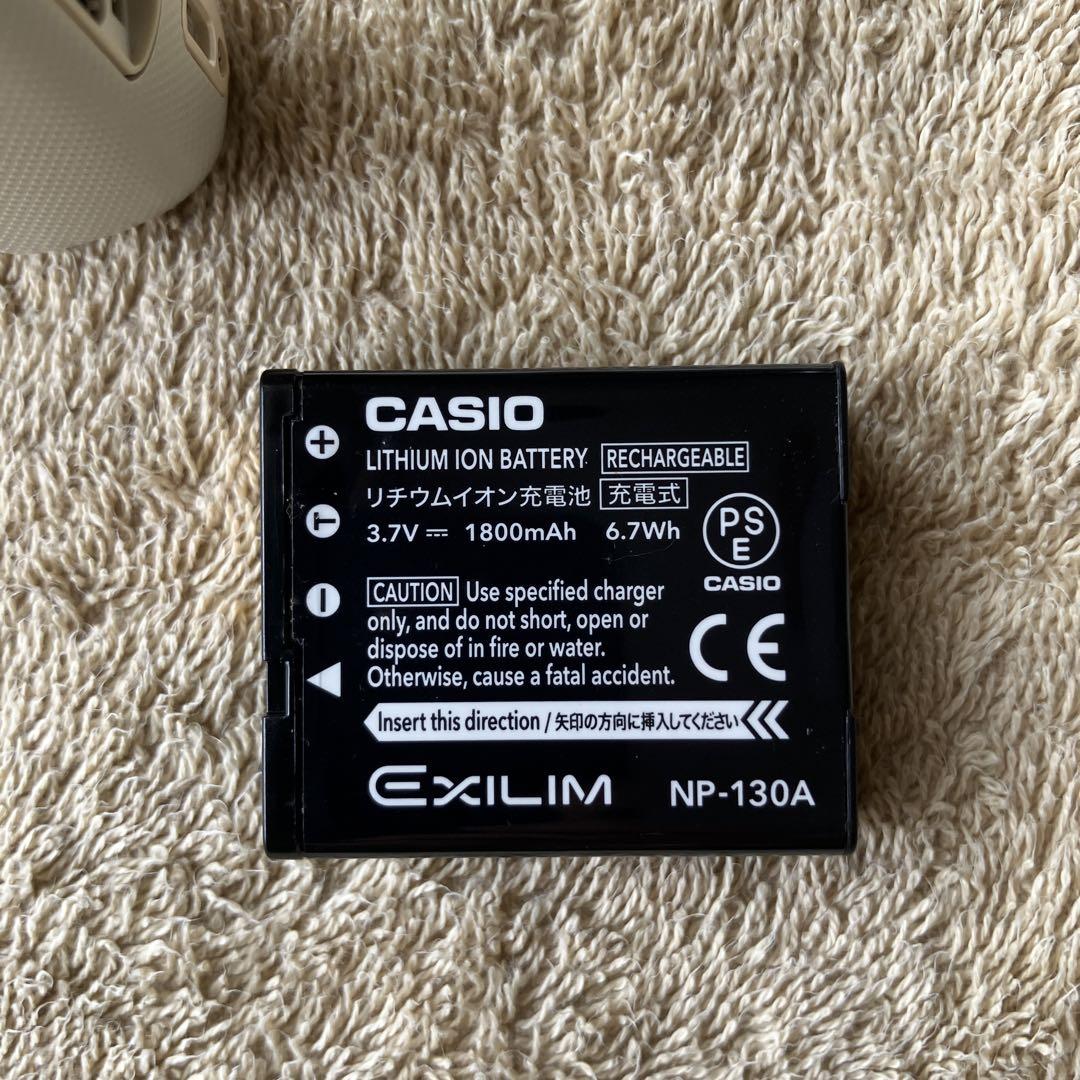 CASIO
LITHIUM ION BATTERY RECHARGEABLE
リチウムイオン充電池 充電式
3.7V 1800mAh 6.7Wh
+
T
−
PSE
CASIO
CAUTION Use specified charger
only, and do not short, open or
dispose of in fire or water.
Otherwise, cause a fatal accident.
CE
Insert this direction / 矢印の方向に挿入してください
EXILIM NP-130A